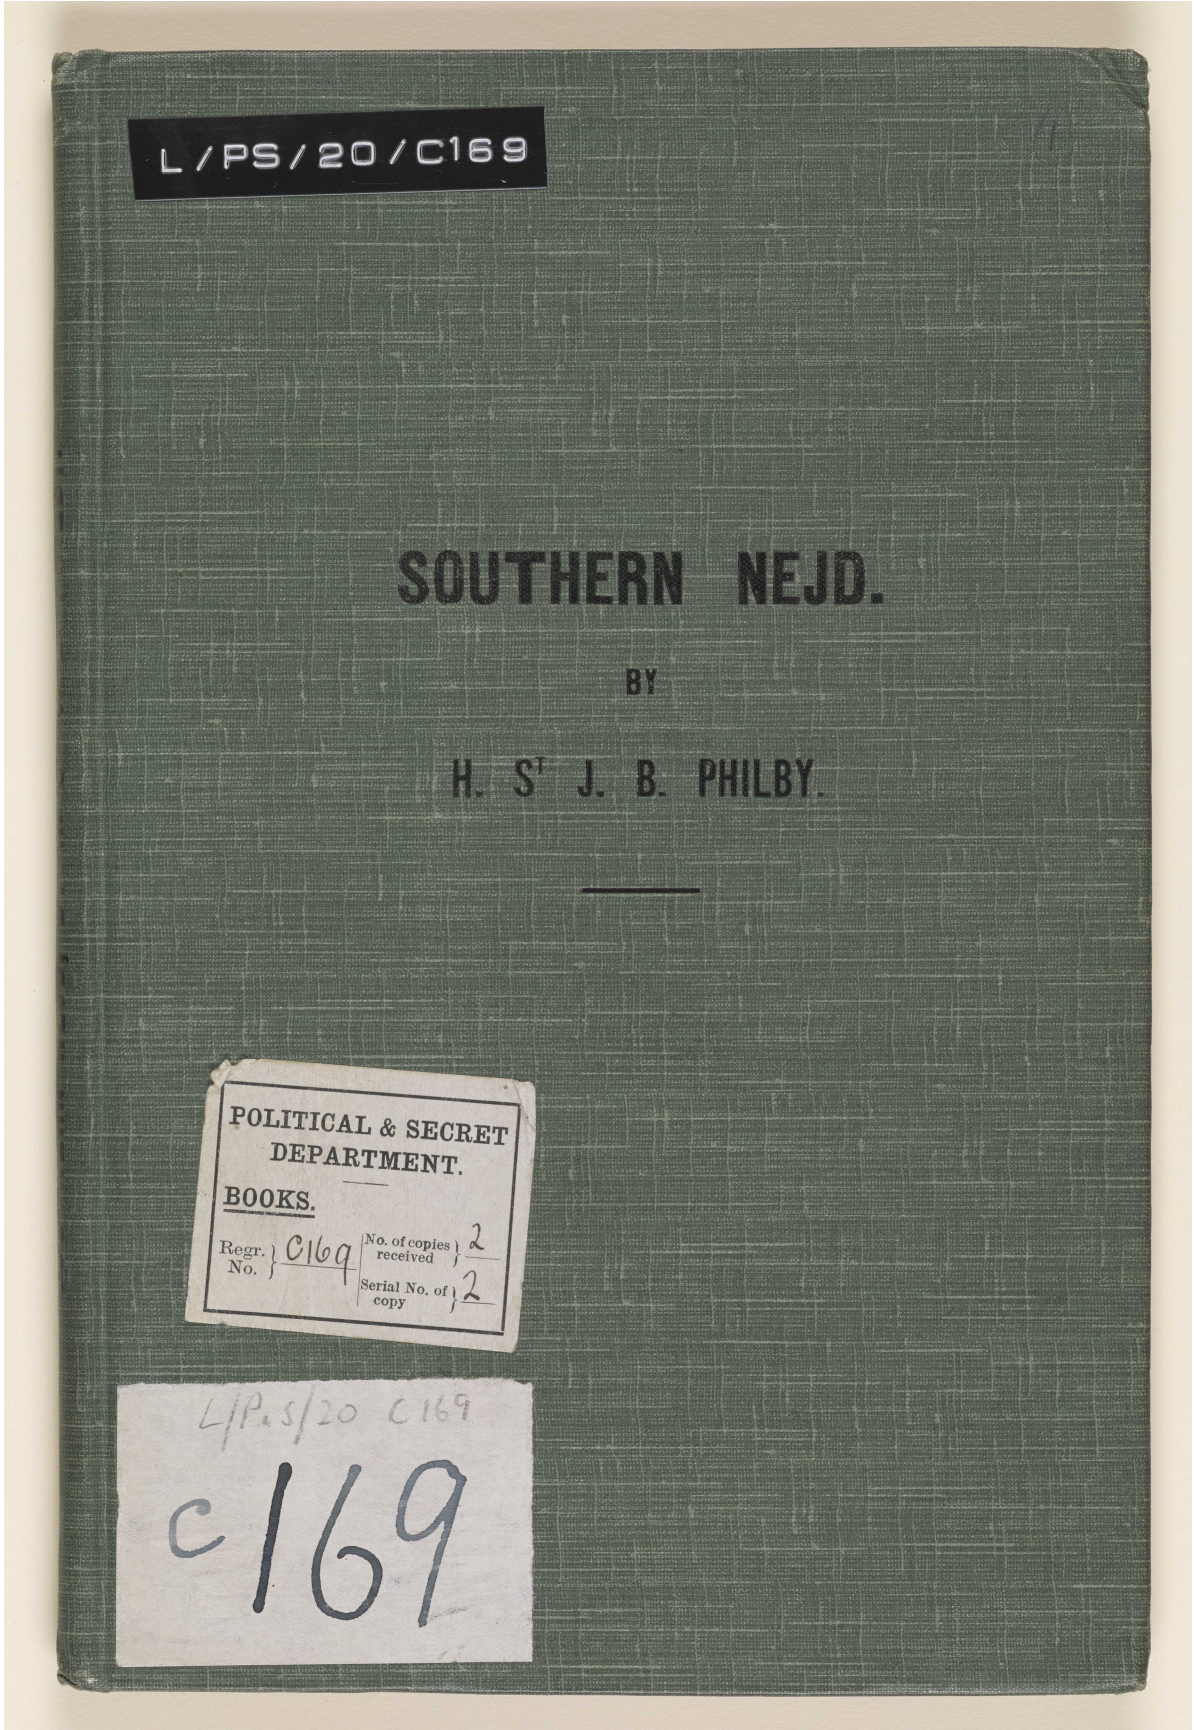 L/PS/20/C169
SOUTHERN NEJD.
BY
H. Sᵀ J. B. PHILBY.
POLITICAL & SECRET
DEPARTMENT.
BOOKS.
Regr. No. } C169
No. of copies received } 2
Serial No. of copy } 2
L/P&S/20 C169
C169